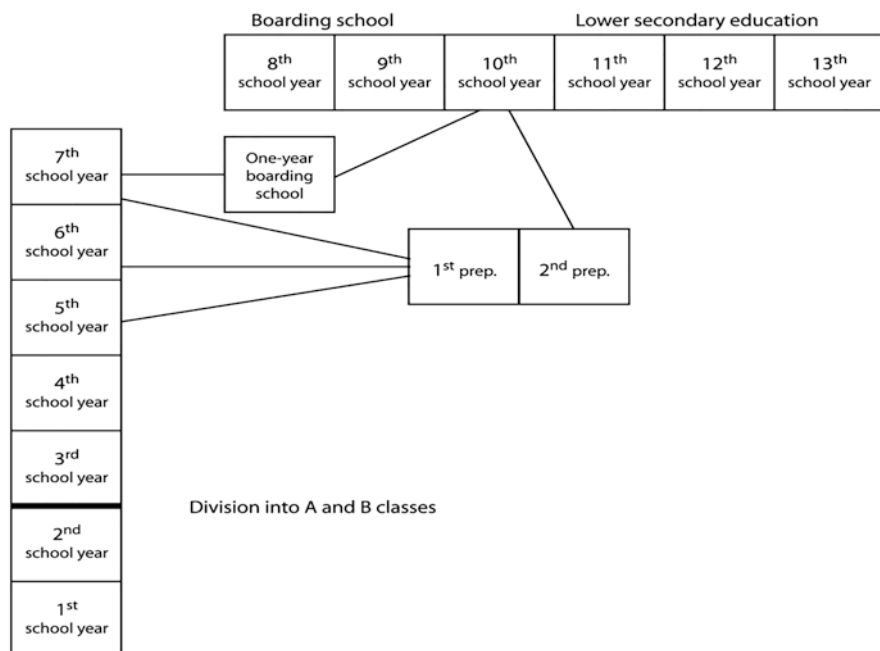 Boarding school
Lower secondary education
8th
school year
9th
school year
10th
school year
11th
school year
12th
school year
13th
school year
7th
school year
One-year
boarding
school
6th
school year
1st prep.
2nd prep.
5th
school year
4th
school year
3rd
school year
Division into A and B classes
2nd
school year
1st
school year